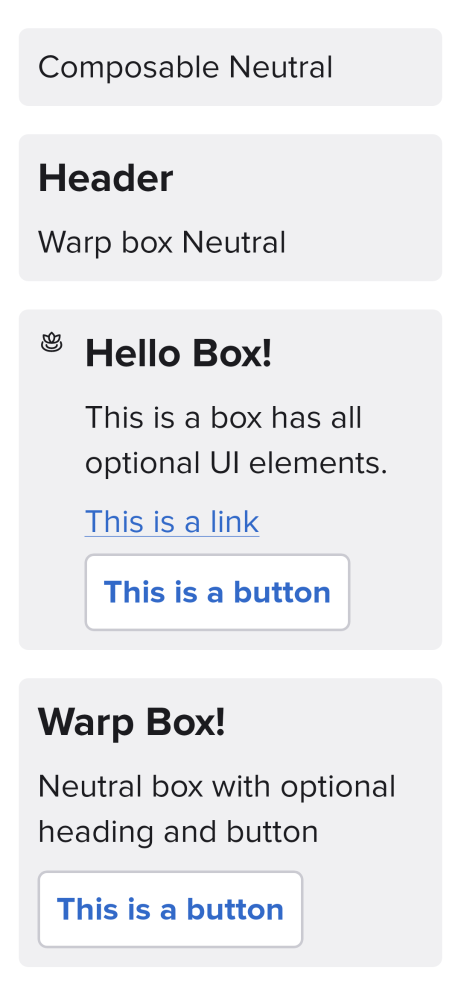 Composable Neutral
Header
Warp box Neutral
Hello Box!
This is a box has all
optional UI elements.
This is a link
This is a button
Warp Box!
Neutral box with optional
heading and button
This is a button